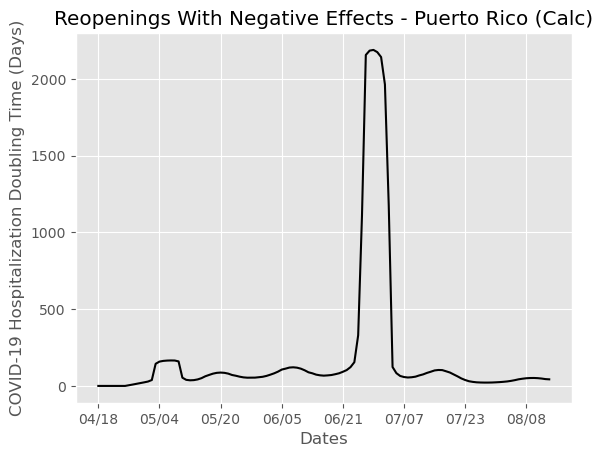 Reopenings With Negative Effects - Puerto Rico (Calc)
COVID-19 Hospitalization Doubling Time (Days)
2000
1500
1000
500
0
04/18 05/04 05/20 06/05 06/21 07/07 07/23 08/08
Dates